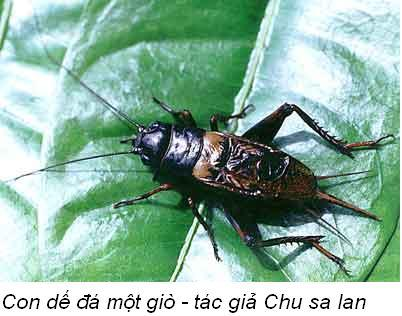 Con dế đá một giò - tác giả Chu sa lan